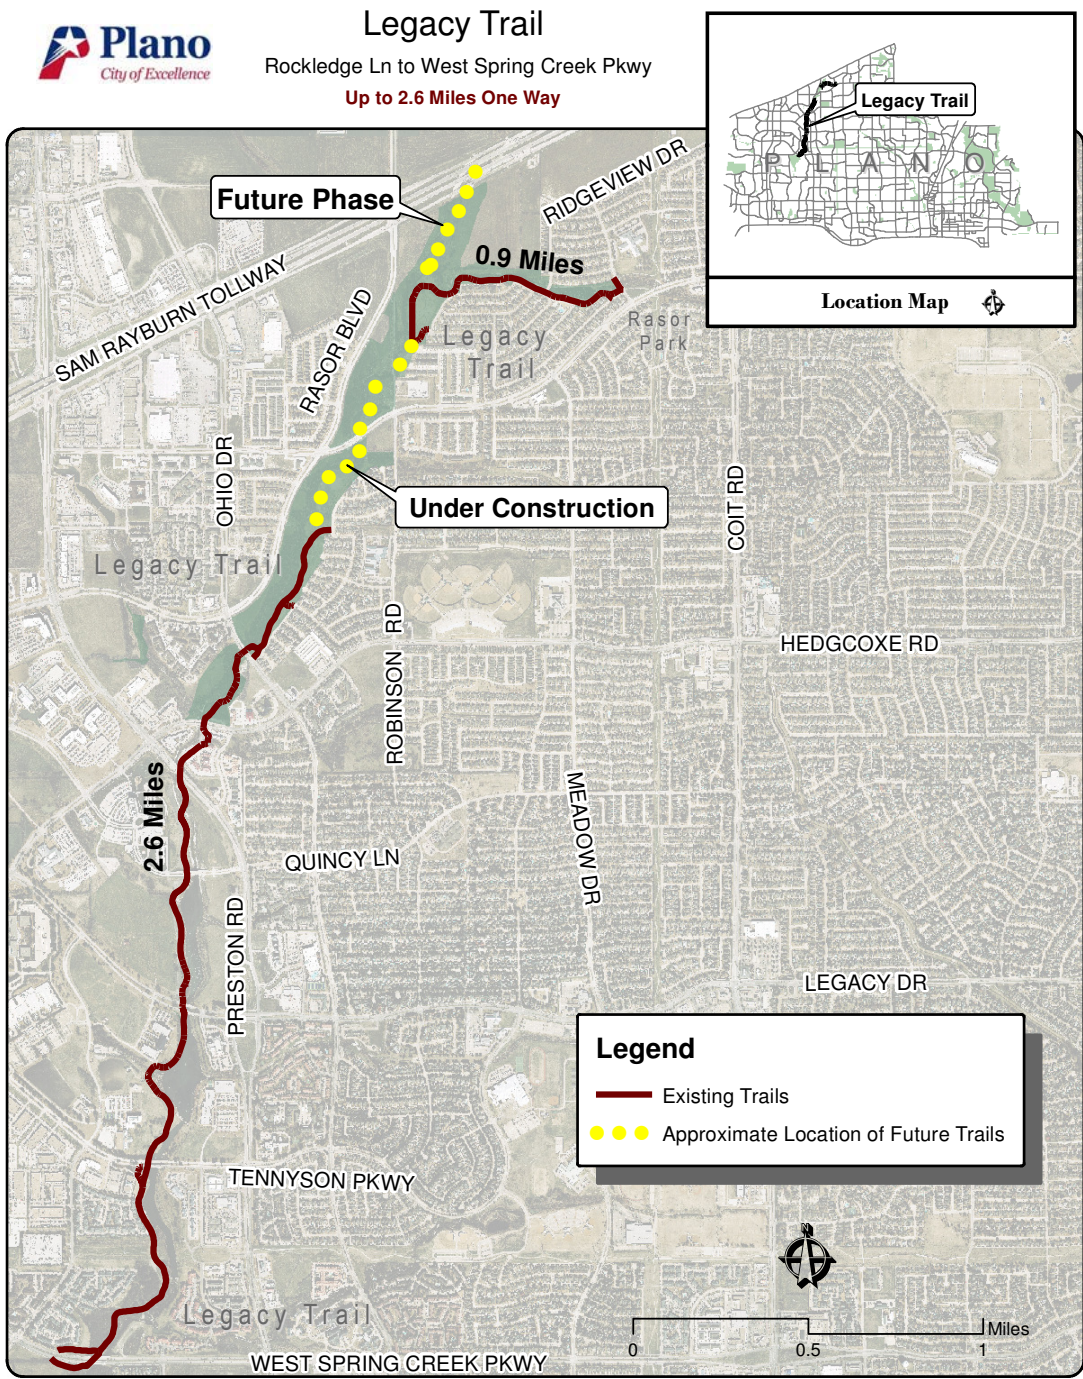 Plano
City of Excellence
Legacy Trail
Rockledge Ln to West Spring Creek Pkwy
Up to 2.6 Miles One Way
Legacy Trail
P L A N O
Location Map
Future Phase
RIDGEVIEW DR
0.9 Miles
SAM RAYBURN TOLLWAY
RASOR BLVD
Legacy
Trail
Rasor
Park
OHIO DR
COIT RD
Under Construction
Legacy Trail
ROBINSON RD
HEDGCOXE RD
2.6 Miles
MEADOW DR
QUINCY LN
PRESTON RD
LEGACY DR
Legend
Existing Trails
Approximate Location of Future Trails
TENNYSON PKWY
N
Legacy Trail
Miles
0 0.5 1
WEST SPRING CREEK PKWY